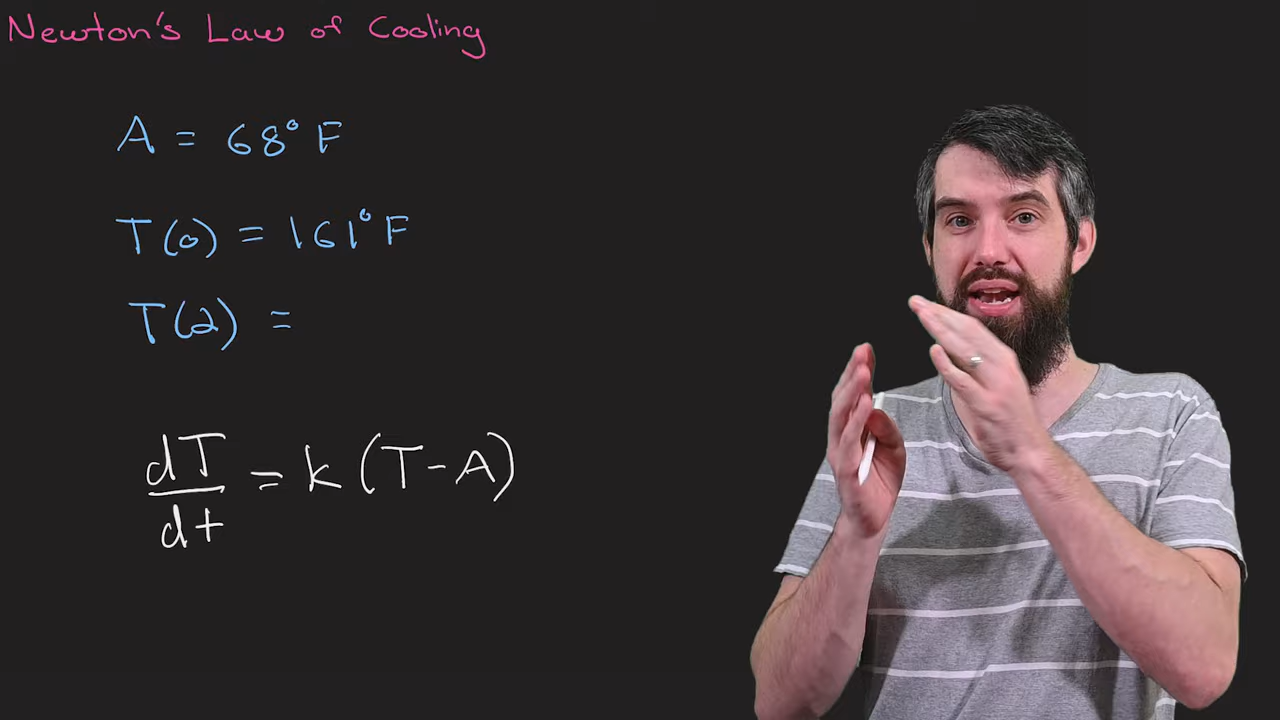 Newton's Law of Cooling
A = 68° F
T(0) = 161° F
T(2) =
dT/dt = k(T-A)